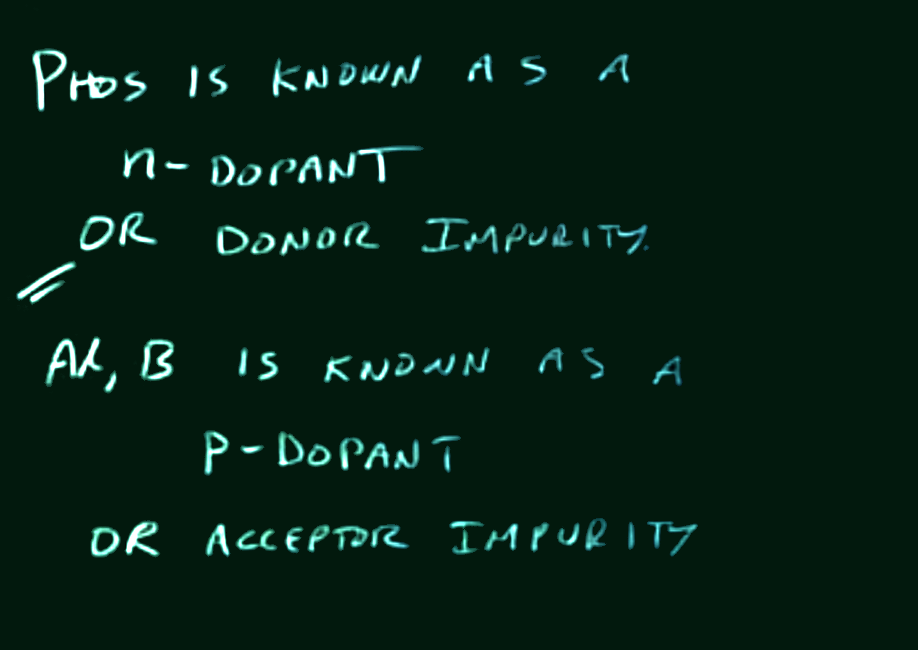 PHOS IS KNOWN AS A
n-DOPANT
OR DONOR IMPURITY.
Al, B IS KNOWN AS A
P-DOPANT
OR ACCEPTOR IMPURITY